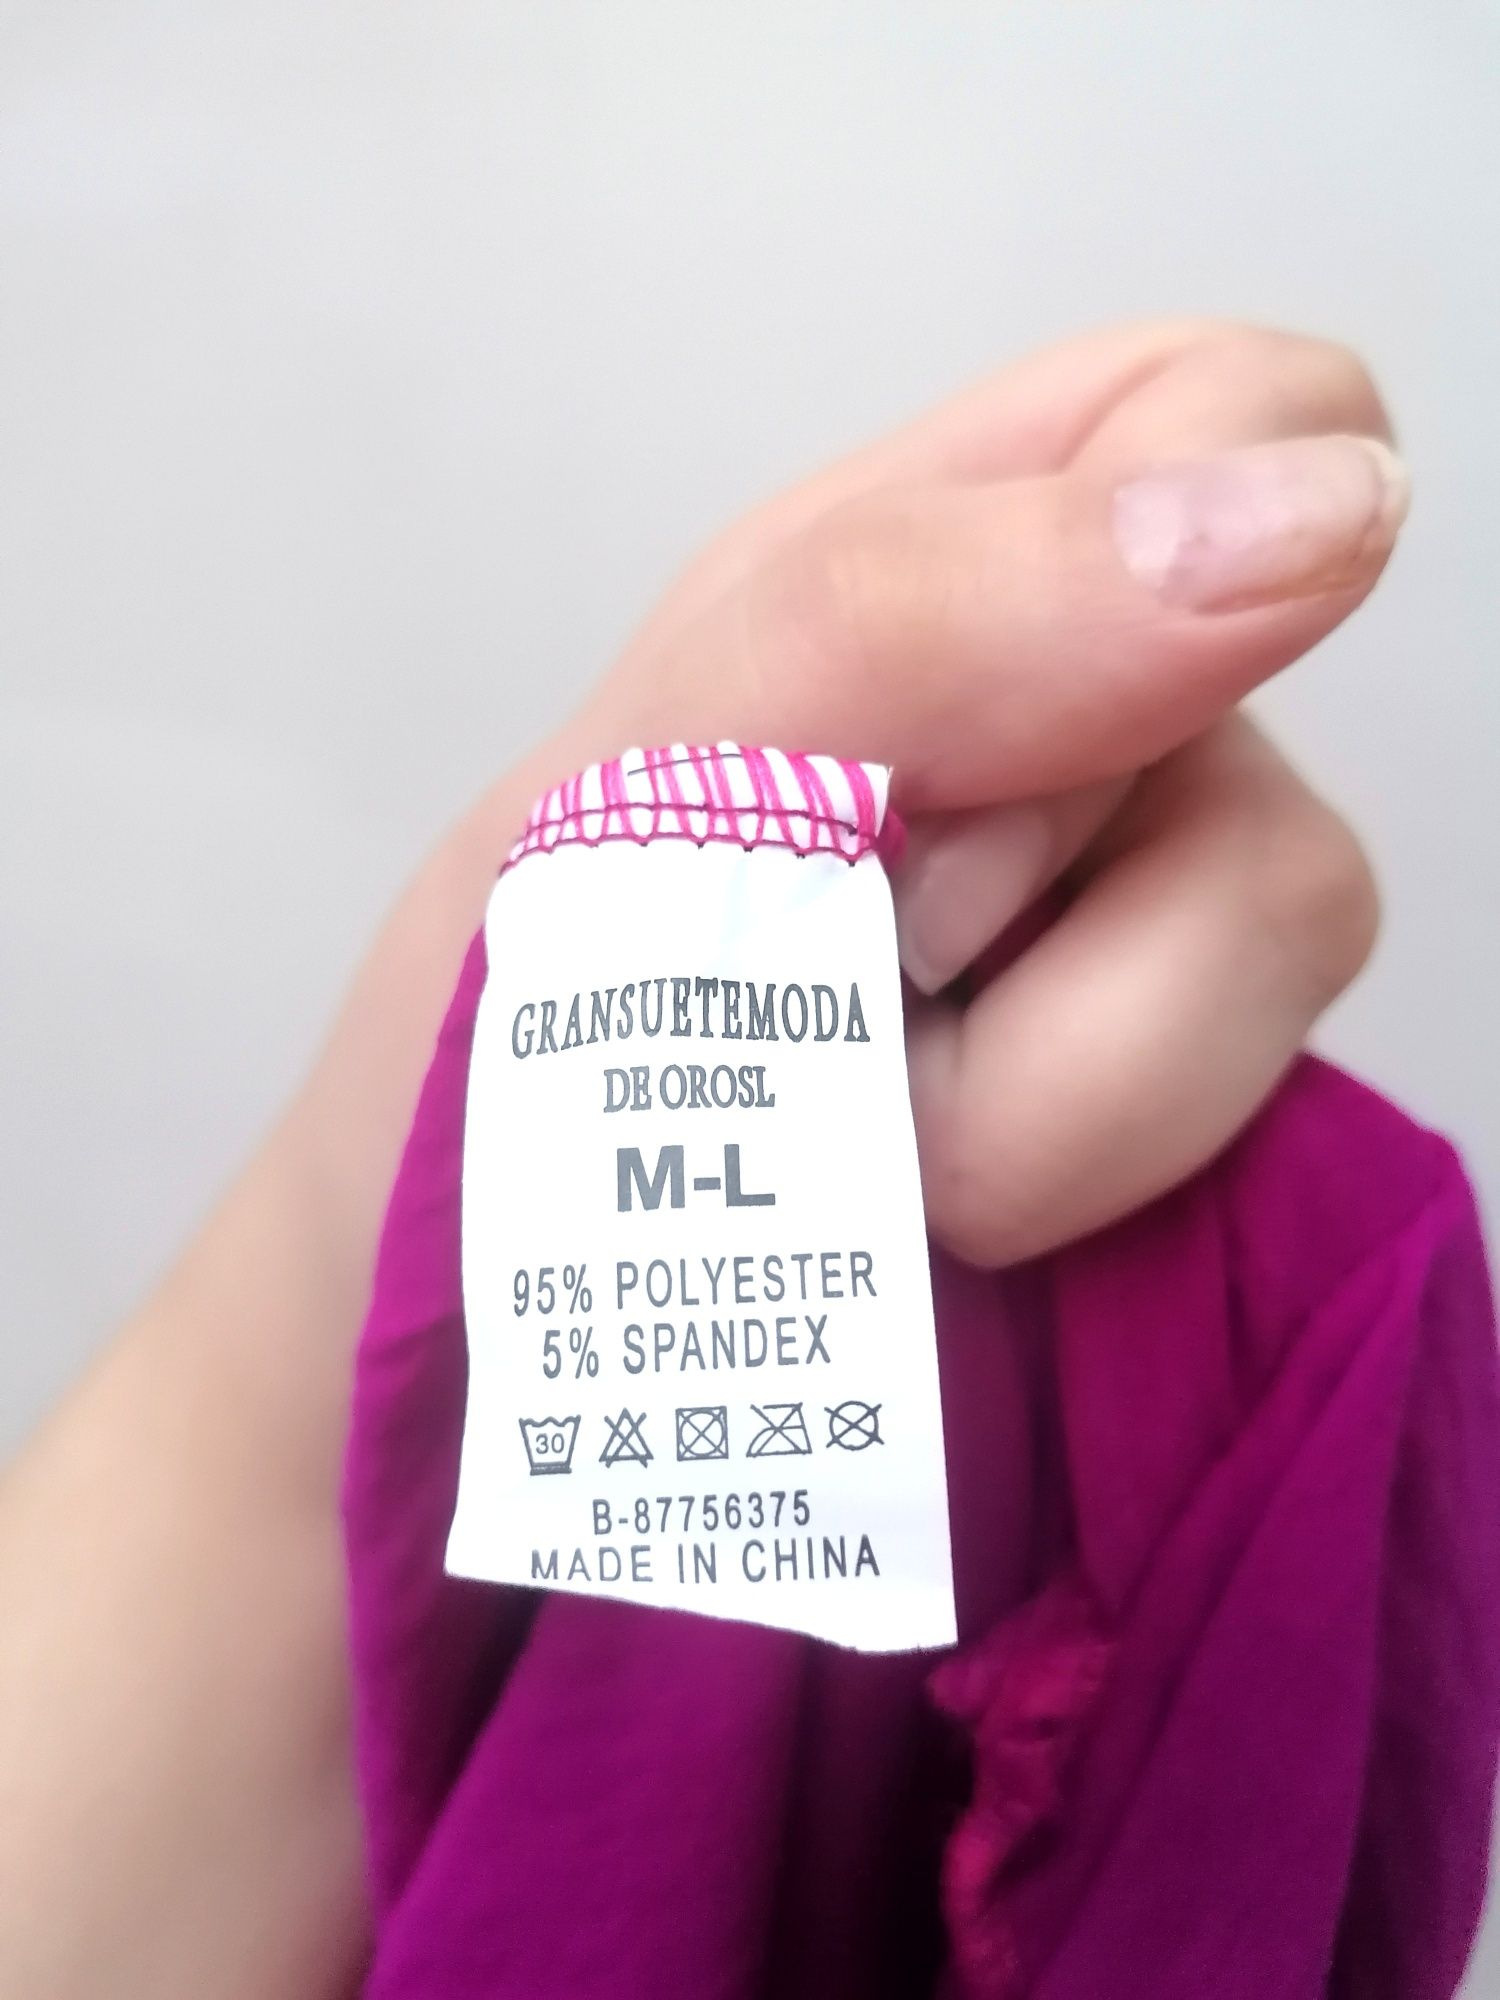 GRANSUETEMODA
DE OROSL
M-L
95% POLYESTER
5% SPANDEX
30
B-87756375
MADE IN CHINA